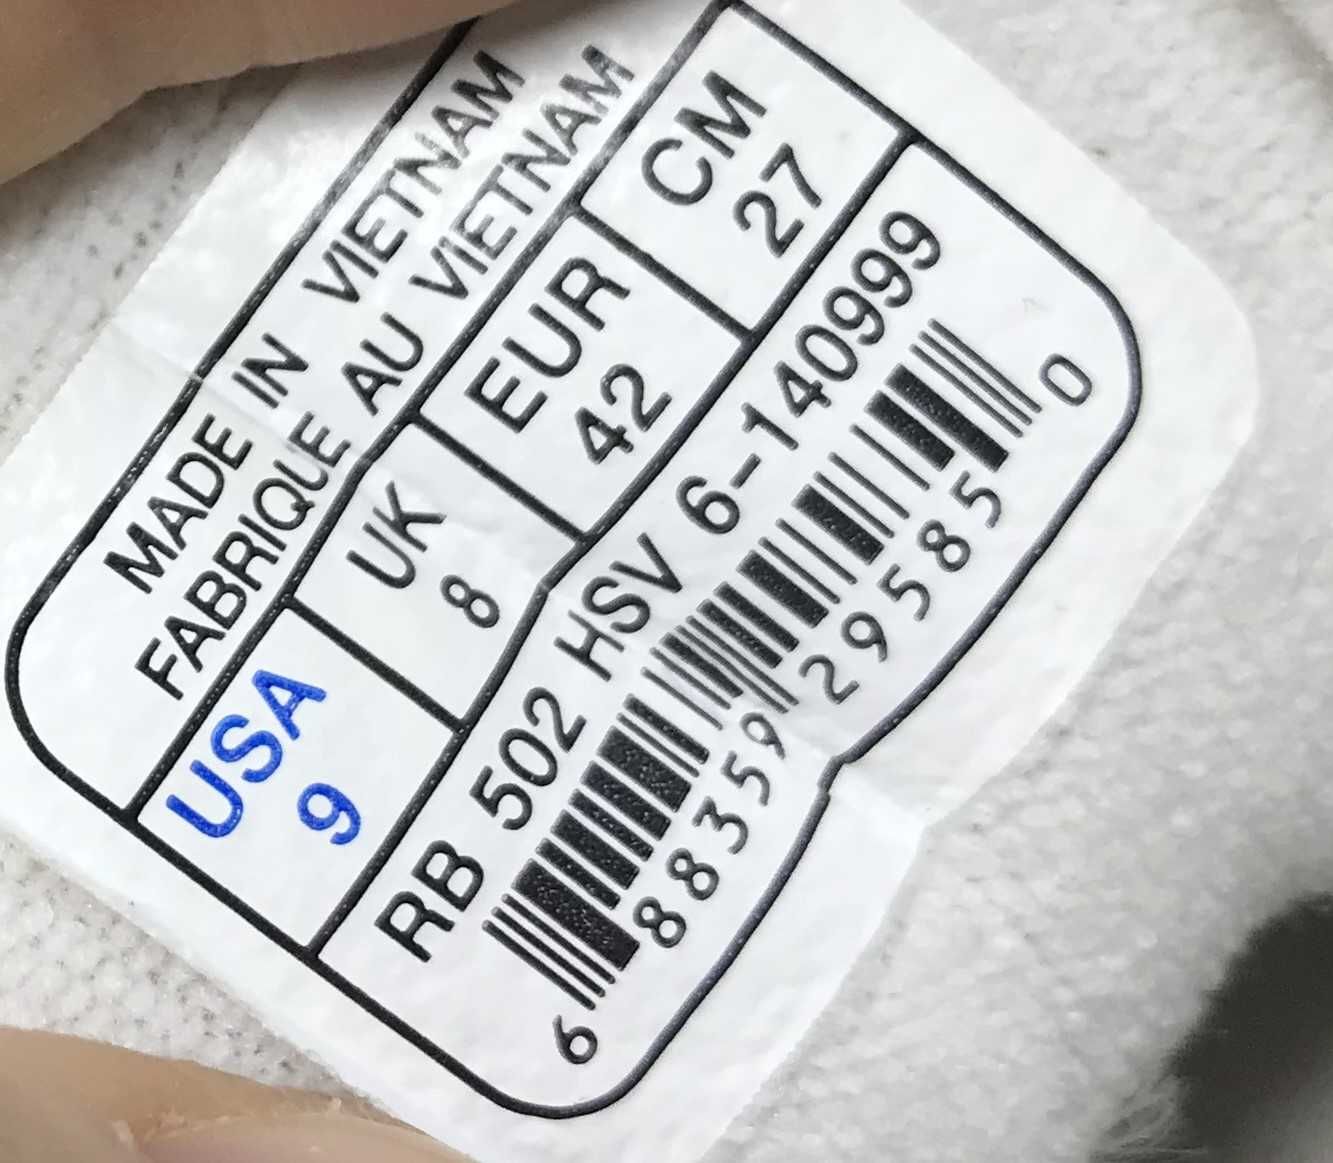 MADE IN VIETNAM
FABRIQUE AU VIETNAM
USA UK EUR CM
9 8 42 27
RB 502 HSV 6-140999
6 88359 29585 0